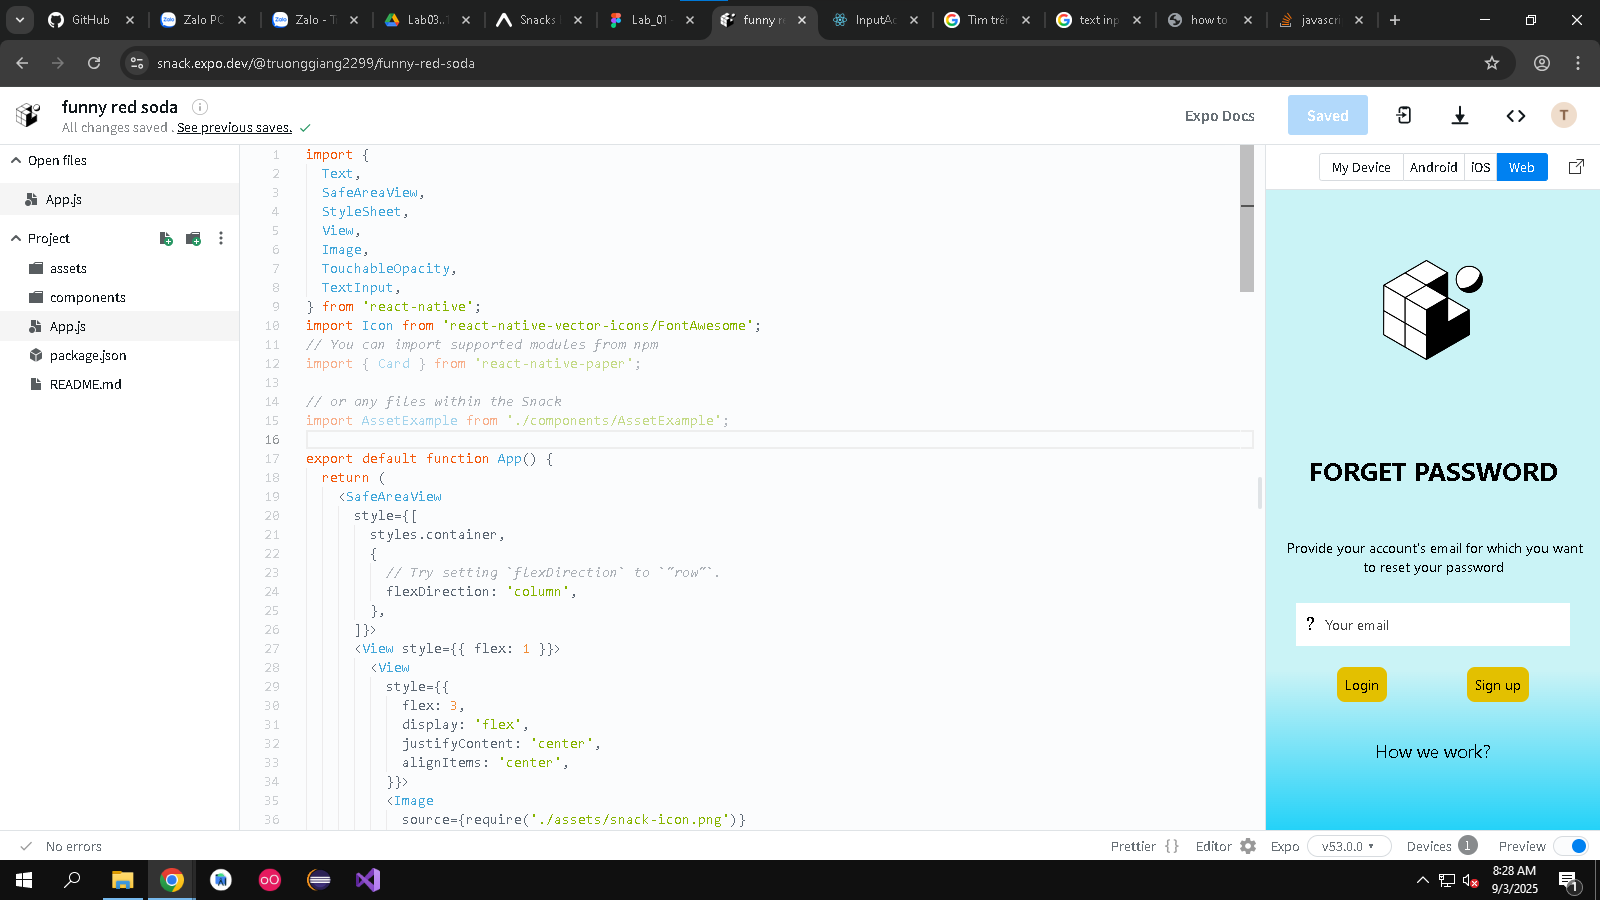 GitHub
Zalo PC
Zalo - T
Lab03..1
Snacks
Lab_01
funny re
InputAc
Tìm trên
text inp
how to
javascri
snack.expo.dev/@truonggiang2299/funny-red-soda
funny red soda
All changes saved . See previous saves.
Expo Docs
Saved
T
Open files
App.js
Project
assets
components
App.js
package.json
README.md
1 import {
2 Text,
3 SafeAreaView,
4 StyleSheet,
5 View,
6 Image,
7 TouchableOpacity,
8 TextInput,
9 } from 'react-native';
10 import Icon from 'react-native-vector-icons/FontAwesome';
11 // You can import supported modules from npm
12 import { Card } from 'react-native-paper';
13
14 // or any files within the Snack
15 import AssetExample from './components/AssetExample';
16
17 export default function App() {
18 return (
19 <SafeAreaView
20 style={[
21 styles.container,
22 {
23 // Try setting `flexDirection` to `"row"`.
24 flexDirection: 'column',
25 },
26 ]}>
27 <View style={{ flex: 1 }}>
28 <View
29 style={{
30 flex: 3,
31 display: 'flex',
32 justifyContent: 'center',
33 alignItems: 'center',
34 }}>
35 <Image
36 source={require('./assets/snack-icon.png')}
My Device
Android
iOS
Web
FORGET PASSWORD
Provide your account's email for which you want
to reset your password
? Your email
Login
Sign up
How we work?
No errors
Prettier { }
Editor
Expo
v53.0.0
Devices 1
Preview
8:28 AM
9/3/2025
1